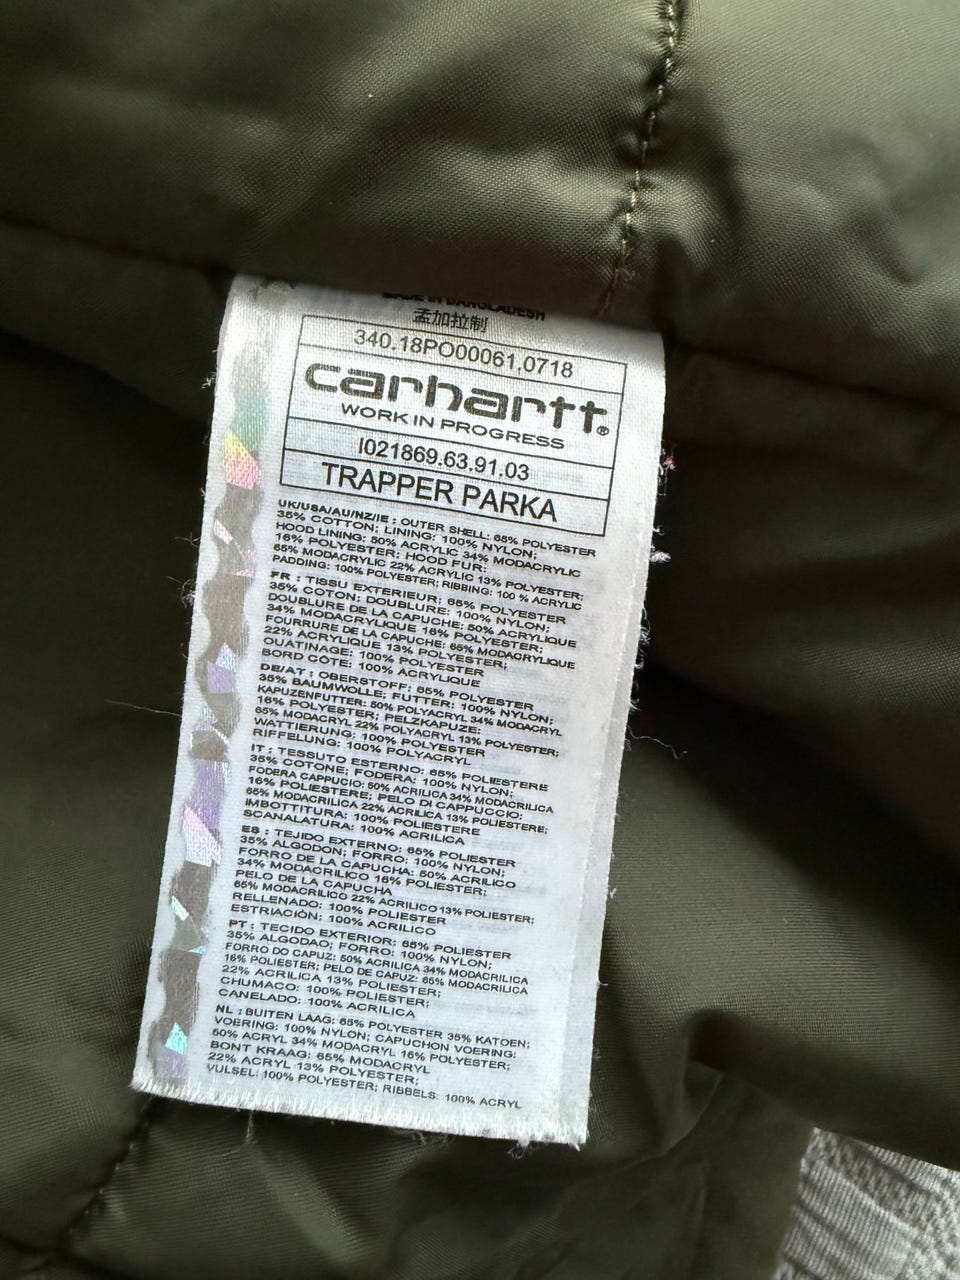 MADE IN BANGLADESH
孟加拉制
340.18PO00061,0718
carhartt®
WORK IN PROGRESS
I021869.63.91.03
TRAPPER PARKA
UK/USA/AU/NZ/IE : OUTER SHELL: 65% POLYESTER
35% COTTON; LINING: 100% NYLON;
HOOD LINING: 50% ACRYLIC 34% MODACRYLIC
16% POLYESTER; HOOD FUR:
65% MODACRYLIC 22% ACRYLIC 13% POLYESTER;
PADDING: 100% POLYESTER; RIBBING: 100 % ACRYLIC
FR : TISSU EXTERIEUR: 65% POLYESTER
35% COTON; DOUBLURE: 100% NYLON;
DOUBLURE DE LA CAPUCHE: 50% ACRYLIQUE
34% MODACRYLIQUE 16% POLYESTER;
FOURRURE DE LA CAPUCHE: 65% MODACRYLIQUE
22% ACRYLIQUE 13% POLYESTER;
OUATINAGE: 100% POLYESTER
BORD CÔTE: 100% ACRYLIQUE
DE/AT : OBERSTOFF: 65% POLYESTER
35% BAUMWOLLE; FUTTER: 100% NYLON;
KAPUZENFUTTER: 50% POLYACRYL 34% MODACRYL
16% POLYESTER; PELZKAPUZE:
65% MODACRYL 22% POLYACRYL 13% POLYESTER;
WATTIERUNG: 100% POLYESTER
RIFFELUNG: 100% POLYACRYL
IT : TESSUTO ESTERNO: 65% POLIESTERE
35% COTONE; FODERA: 100% NYLON;
FODERA CAPPUCIO: 50% ACRILICA 34% MODACRILICA
16% POLIESTERE; PELO DI CAPPUCCIO:
65% MODACRILICA 22% ACRILICA 13% POLIESTERE;
IMBOTTITURA: 100% POLIESTERE
SCANALATURA: 100% ACRILICA
ES : TEJIDO EXTERNO: 65% POLIESTER
35% ALGODON; FORRO: 100% NYLON;
FORRO DE LA CAPUCHA: 50% ACRILICO
34% MODACRILICO 16% POLIESTER;
PELO DE LA CAPUCHA
65% MODACRILICO 22% ACRILICO 13% POLIESTER;
RELLENADO: 100% POLIESTER
ESTRIACIÓN: 100% ACRILICO
PT : TECIDO EXTERIOR: 65% POLIESTER
35% ALGODAO; FORRO: 100% NYLON;
FORRO DO CAPUZ: 50% ACRILICA 34% MODACRILICA
16% POLIESTER; PELO DE CAPUZ: 65% MODACRILICA
22% ACRILICA 13% POLIESTER;
CHUMACO: 100% POLIESTER;
CANELADO: 100% ACRILICA
NL : BUITEN LAAG: 65% POLYESTER 35% KATOEN;
VOERING: 100% NYLON; CAPUCHON VOERING:
50% ACRYL 34% MODACRYL 16% POLYESTER;
BONT KRAAG: 65% MODACRYL
22% ACRYL 13% POLYESTER;
VULSEL: 100% POLYESTER; RIBBELS: 100% ACRYL